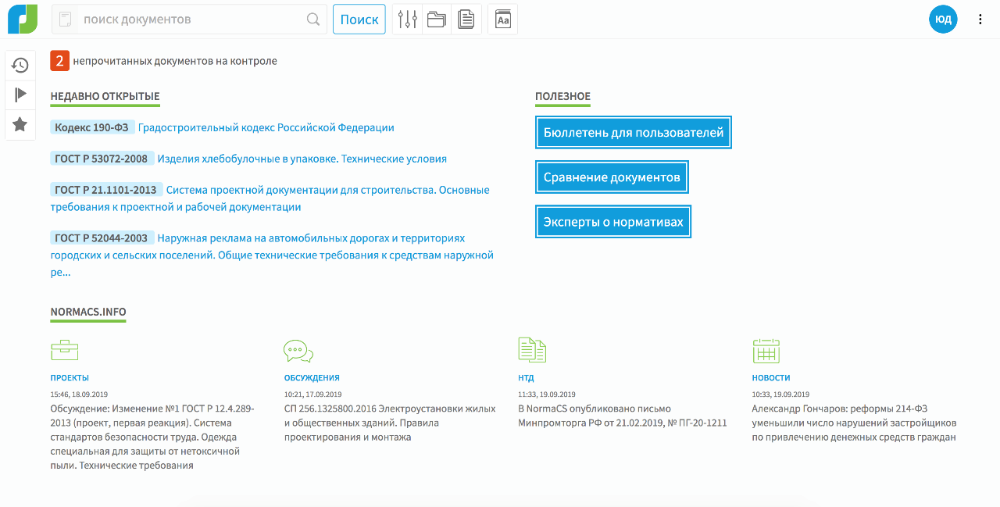 поиск документов
Поиск
Aa
ЮД
2 непрочитанных документов на контроле
НЕДАВНО ОТКРЫТЫЕ
Кодекс 190-ФЗ Градостроительный кодекс Российской Федерации
ГОСТ Р 53072-2008 Изделия хлебобулочные в упаковке. Технические условия
ГОСТ Р 21.1101-2013 Система проектной документации для строительства. Основные
требования к проектной и рабочей документации
ГОСТ Р 52044-2003 Наружная реклама на автомобильных дорогах и территориях
городских и сельских поселений. Общие технические требования к средствам наружной
ре...
ПОЛЕЗНОЕ
Бюллетень для пользователей
Сравнение документов
Эксперты о нормативах
NORMACS.INFO
ПРОЕКТЫ
15:46, 18.09.2019
Обсуждение: Изменение №1 ГОСТ Р 12.4.289-
2013 (проект, первая реакция). Система
стандартов безопасности труда. Одежда
специальная для защиты от нетоксичной
пыли. Технические требования
ОБСУЖДЕНИЯ
10:21, 17.09.2019
СП 256.1325800.2016 Электроустановки жилых
и общественных зданий. Правила
проектирования и монтажа
НТД
11:33, 19.09.2019
В NormaCS опубликовано письмо
Минпромторга РФ от 21.02.2019, № ПГ-20-1211
НОВОСТИ
10:33, 19.09.2019
Александр Гончаров: реформы 214-ФЗ
уменьшили число нарушений застройщиков
по привлечению денежных средств граждан